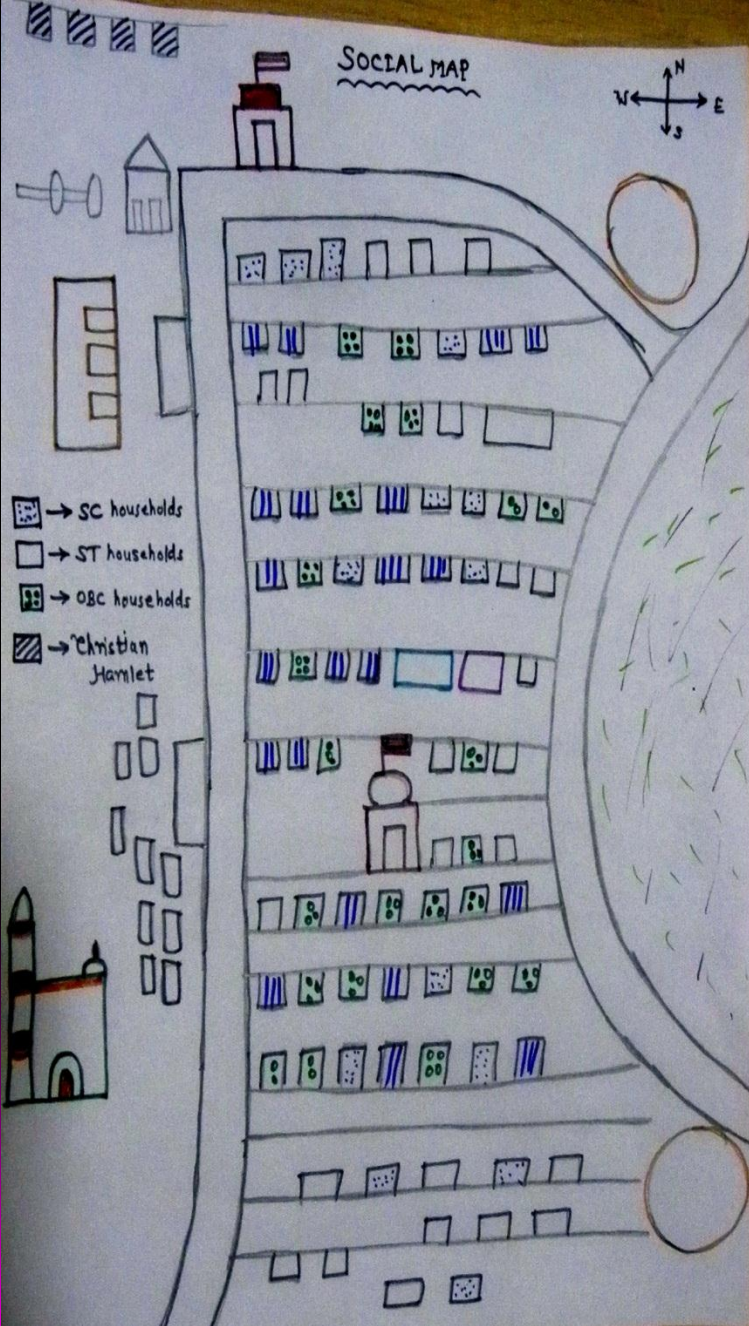 SOCIAL MAP
N
W E
S
→ SC households
→ ST households
→ OBC households
→ Christian
Hamlet